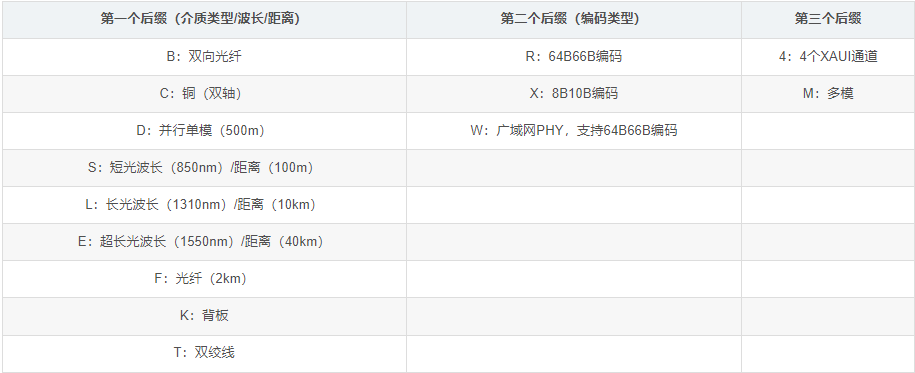 第一个后缀（介质类型/波长/距离） 第二个后缀（编码类型） 第三个后缀
B：双向光纤 R：64B66B编码 4：4个XAUI通道
C：铜（双轴） X：8B10B编码 M：多模
D：并行单模（500m） W：广域网PHY，支持64B66B编码
S：短光波长（850nm）/距离（100m）
L：长光波长（1310nm）/距离（10km）
E：超长光波长（1550nm）/距离（40km）
F：光纤（2km）
K：背板
T：双绞线